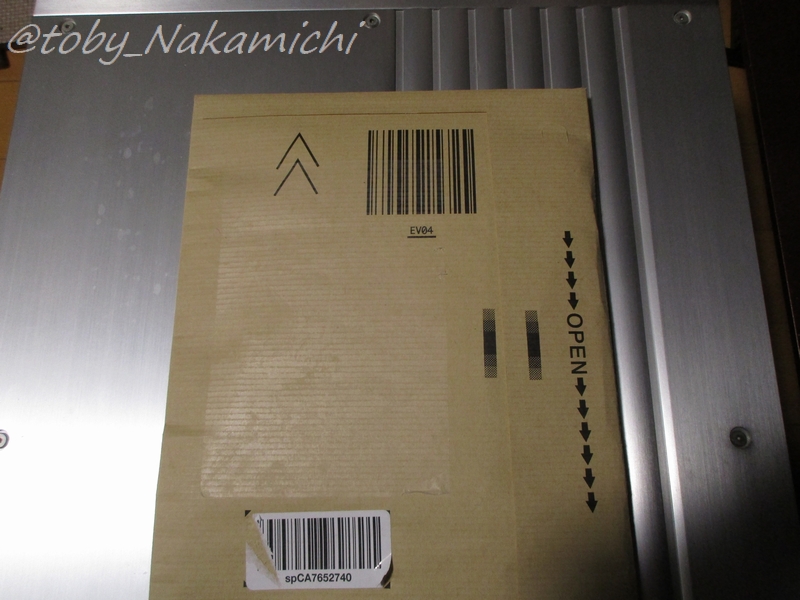 @toby_Nakamichi
EV04
OPEN
spCA7652740